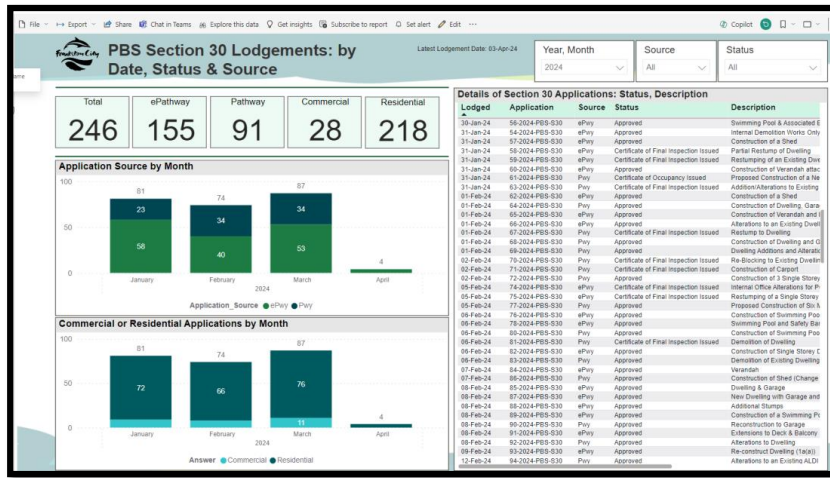 File
Export
Share
Chat in Teams
Explore this data
Get insights
Subscribe to report
Set alert
Edit
Copilot
Frankston City
PBS Section 30 Lodgements: by
Date, Status & Source
Latest Lodgement Date: 03-Apr-24
Year, Month
2024
Source
All
Status
All
Total
246
ePathway
155
Pathway
91
Commercial
28
Residential
218
Application Source by Month
100
50
0
81
23
58
74
34
40
87
34
53
4
January February March April
2024
Application_Source ePwy Pwy
Commercial or Residential Applications by Month
100
50
0
81
72
74
66
87
76
11
4
January February March April
2024
Answer Commercial Residential
Details of Section 30 Applications: Status, Description
Lodged Application Source Status Description
30-Jan-24 56-2024-PBS-S30 ePwy Approved Swimming Pool & Associated
31-Jan-24 54-2024-PBS-S30 ePwy Approved Internal Demolition Works Only
31-Jan-24 57-2024-PBS-S30 ePwy Approved Construction of a Shed
31-Jan-24 58-2024-PBS-S30 ePwy Certificate of Final Inspection Issued Partial Restump of Dwelling
31-Jan-24 59-2024-PBS-S30 ePwy Certificate of Final Inspection Issued Restumping of an Existing
31-Jan-24 60-2024-PBS-S30 ePwy Approved Construction of Verandah
31-Jan-24 61-2024-PBS-S30 Pwy Certificate of Occupancy Issued Proposed Construction of a
31-Jan-24 63-2024-PBS-S30 Pwy Certificate of Final Inspection Issued Addition/Alterations to Existing
01-Feb-24 62-2024-PBS-S30 ePwy Approved Construction of a Shed
01-Feb-24 64-2024-PBS-S30 Pwy Approved Construction of Dwelling,
01-Feb-24 65-2024-PBS-S30 ePwy Certificate of Final Inspection Issued Construction of Verandah and
01-Feb-24 66-2024-PBS-S30 ePwy Approved Alterations to an Existing
01-Feb-24 67-2024-PBS-S30 Pwy Certificate of Final Inspection Issued Restump to Dwelling
01-Feb-24 68-2024-PBS-S30 Pwy Approved Construction of Dwelling and
01-Feb-24 69-2024-PBS-S30 Pwy Approved Dwelling Additions and
02-Feb-24 70-2024-PBS-S30 Pwy Certificate of Final Inspection Issued Re-Blocking to Existing
02-Feb-24 71-2024-PBS-S30 Pwy Certificate of Final Inspection Issued Construction of Carport
02-Feb-24 72-2024-PBS-S30 Pwy Approved Construction of 3 Single Storey
05-Feb-24 74-2024-PBS-S30 ePwy Certificate of Final Inspection Issued Internal Office Alterations for
05-Feb-24 75-2024-PBS-S30 ePwy Certificate of Final Inspection Issued Restumping of a Single Storey
05-Feb-24 77-2024-PBS-S30 Pwy Approved Proposed Construction of Six
06-Feb-24 76-2024-PBS-S30 ePwy Approved Construction of Swimming
06-Feb-24 78-2024-PBS-S30 ePwy Approved Swimming Pool and Safety
06-Feb-24 80-2024-PBS-S30 Pwy Approved Construction of Swimming
06-Feb-24 81-2024-PBS-S30 Pwy Certificate of Final Inspection Issued Demolition of Dwelling
06-Feb-24 82-2024-PBS-S30 ePwy Approved Construction of Single Storey
06-Feb-24 83-2024-PBS-S30 ePwy Approved Demolition of Existing
07-Feb-24 84-2024-PBS-S30 ePwy Approved Verandah
07-Feb-24 86-2024-PBS-S30 ePwy Approved Construction of Shed (Change
08-Feb-24 85-2024-PBS-S30 ePwy Approved Dwelling & Garage
08-Feb-24 87-2024-PBS-S30 ePwy Approved New Dwelling with Garage and
08-Feb-24 88-2024-PBS-S30 ePwy Approved Additional Stumps
08-Feb-24 89-2024-PBS-S30 ePwy Approved Construction of a Swimming
08-Feb-24 90-2024-PBS-S30 Pwy Approved Reconstruction to Garage
08-Feb-24 91-2024-PBS-S30 ePwy Approved Extensions to Deck & Balcony
08-Feb-24 92-2024-PBS-S30 Pwy Approved Alterations to Dwelling
09-Feb-24 93-2024-PBS-S30 ePwy Approved Re-construct Dwelling (1a(a))
12-Feb-24 94-2024-PBS-S30 Pwy Approved Alterations to an Existing ALDI